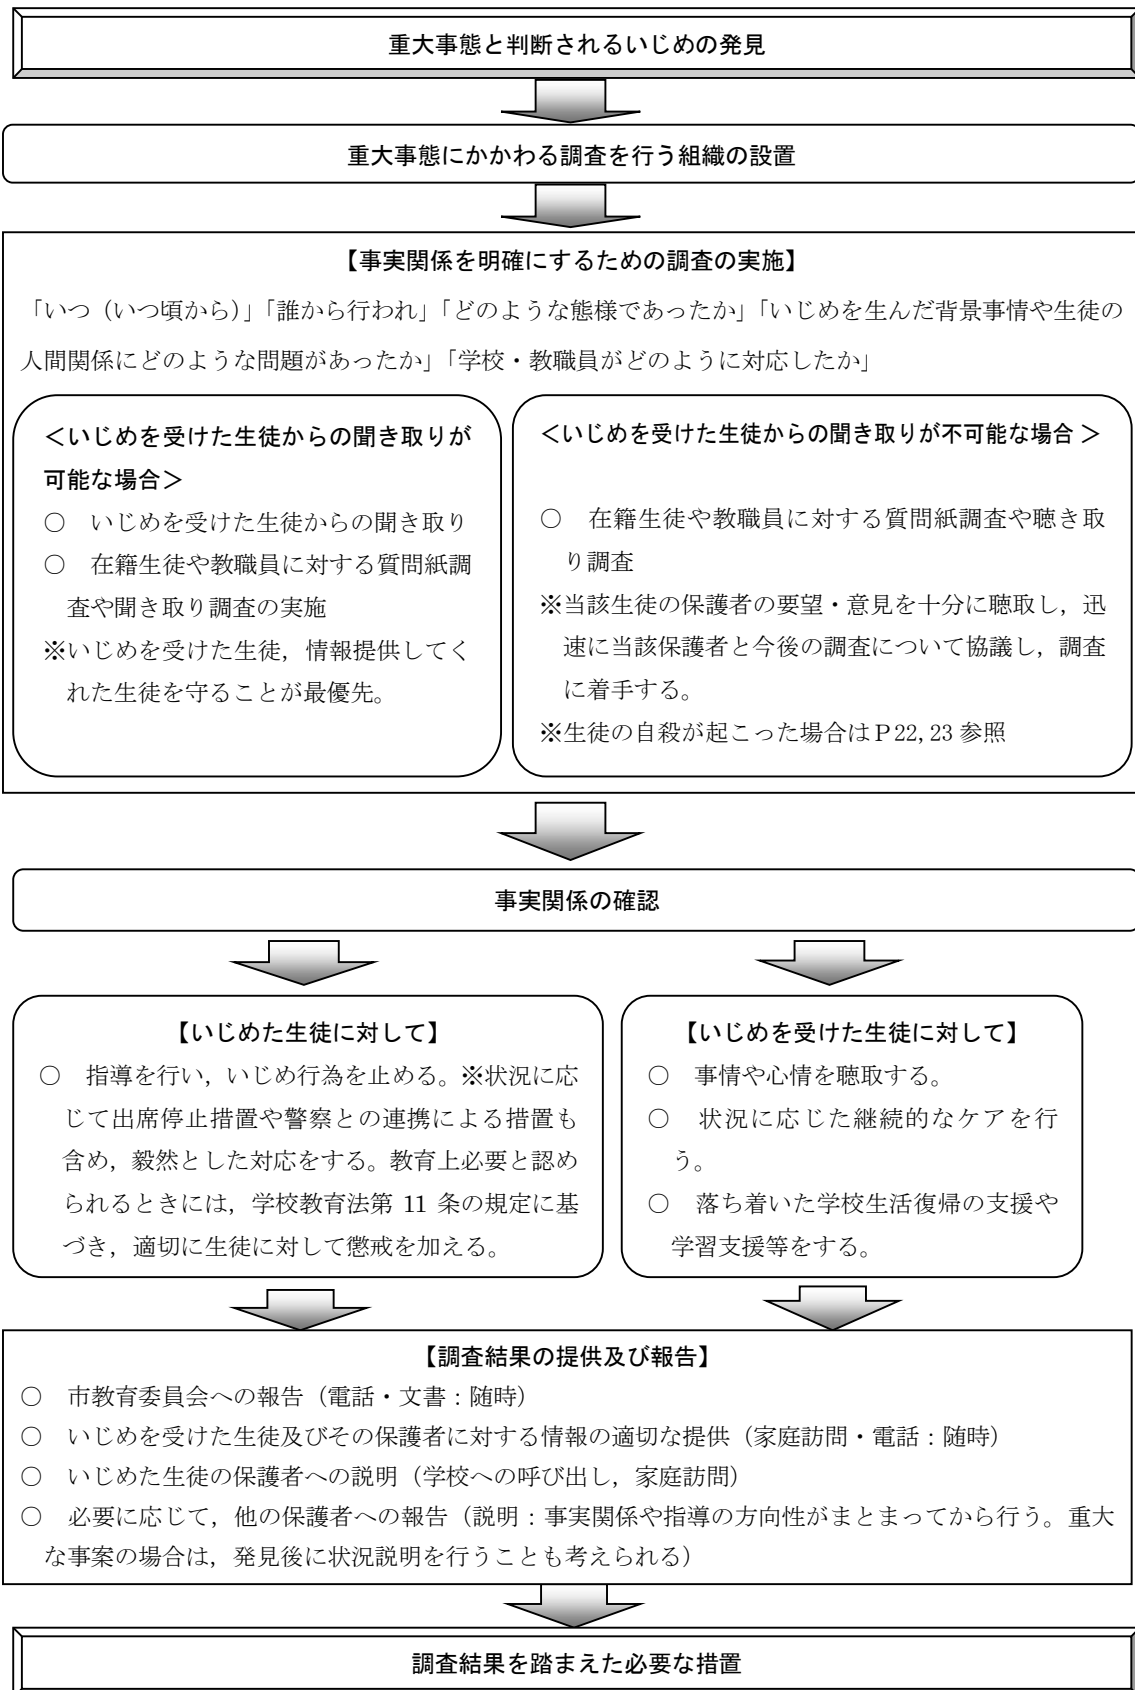 重大事態と判断されるいじめの発見
重大事態にかかわる調査を行う組織の設置
【事実関係を明確にするための調査の実施】
「いつ（いつ頃から）」「誰から行われ」「どのような態様であったか」「いじめを生んだ背景事情や生徒の
人間関係にどのような問題があったか」「学校・教職員がどのように対応したか」
＜いじめを受けた生徒からの聞き取りが
可能な場合＞
○　いじめを受けた生徒からの聞き取り
○　在籍生徒や教職員に対する質問紙調
査や聞き取り調査の実施
※いじめを受けた生徒，情報提供してく
れた生徒を守ることが最優先。
＜いじめを受けた生徒からの聞き取りが不可能な場合 ＞
○　在籍生徒や教職員に対する質問紙調査や聴き取
り調査
※当該生徒の保護者の要望・意見を十分に聴取し，迅
速に当該保護者と今後の調査について協議し，調査
に着手する。
※生徒の自殺が起こった場合はＰ22, 23 参照
事実関係の確認
【いじめた生徒に対して】
○　指導を行い，いじめ行為を止める。※状況に応
じて出席停止措置や警察との連携による措置も
含め，毅然とした対応をする。教育上必要と認め
られるときには，学校教育法第 11 条の規定に基
づき，適切に生徒に対して懲戒を加える。
【いじめを受けた生徒に対して】
○　事情や心情を聴取する。
○　状況に応じた継続的なケアを行
う。
○　落ち着いた学校生活復帰の支援や
学習支援等をする。
【調査結果の提供及び報告】
○　市教育委員会への報告（電話・文書：随時）
○　いじめを受けた生徒及びその保護者に対する情報の適切な提供（家庭訪問・電話：随時）
○　いじめた生徒の保護者への説明（学校への呼び出し，家庭訪問）
○　必要に応じて，他の保護者への報告（説明：事実関係や指導の方向性がまとまってから行う。重大
な事案の場合は，発見後に状況説明を行うことも考えられる）
調査結果を踏まえた必要な措置